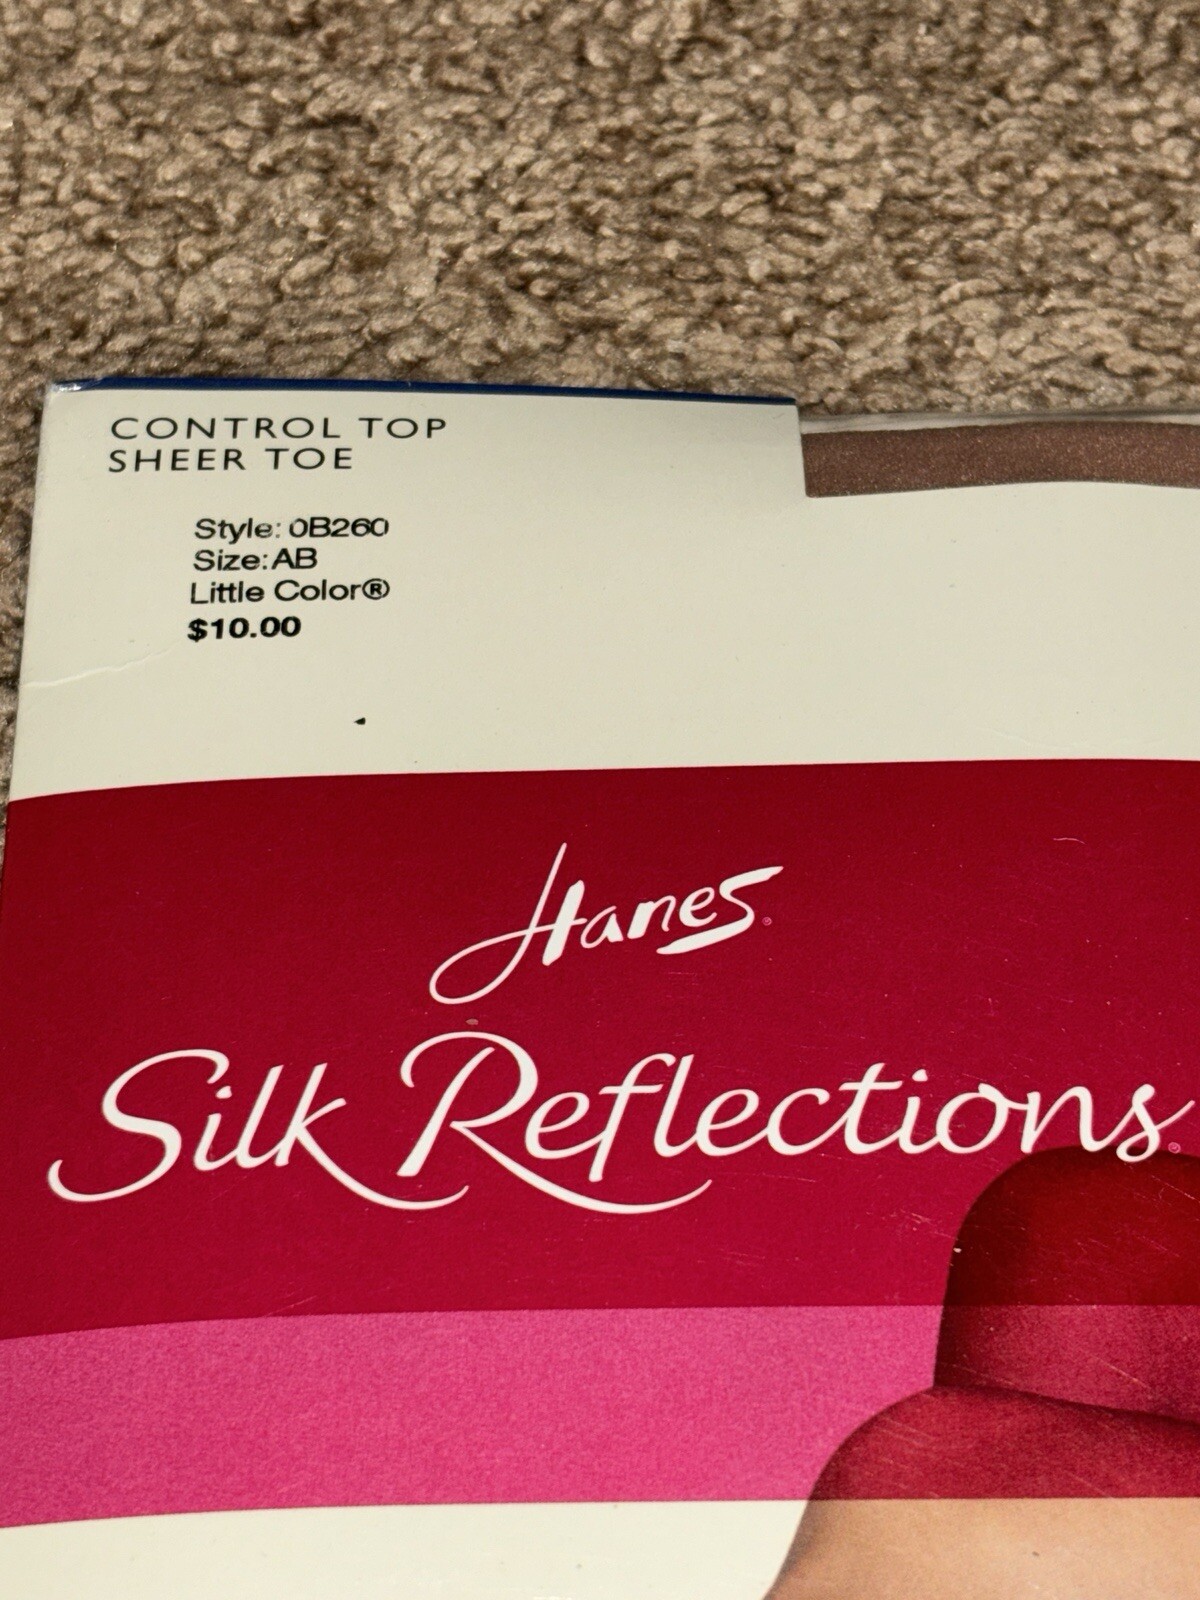 CONTROL TOP
SHEER TOE
Style: 0B260
Size: AB
Little Color®
$10.00
Hanes®
Silk Reflections®